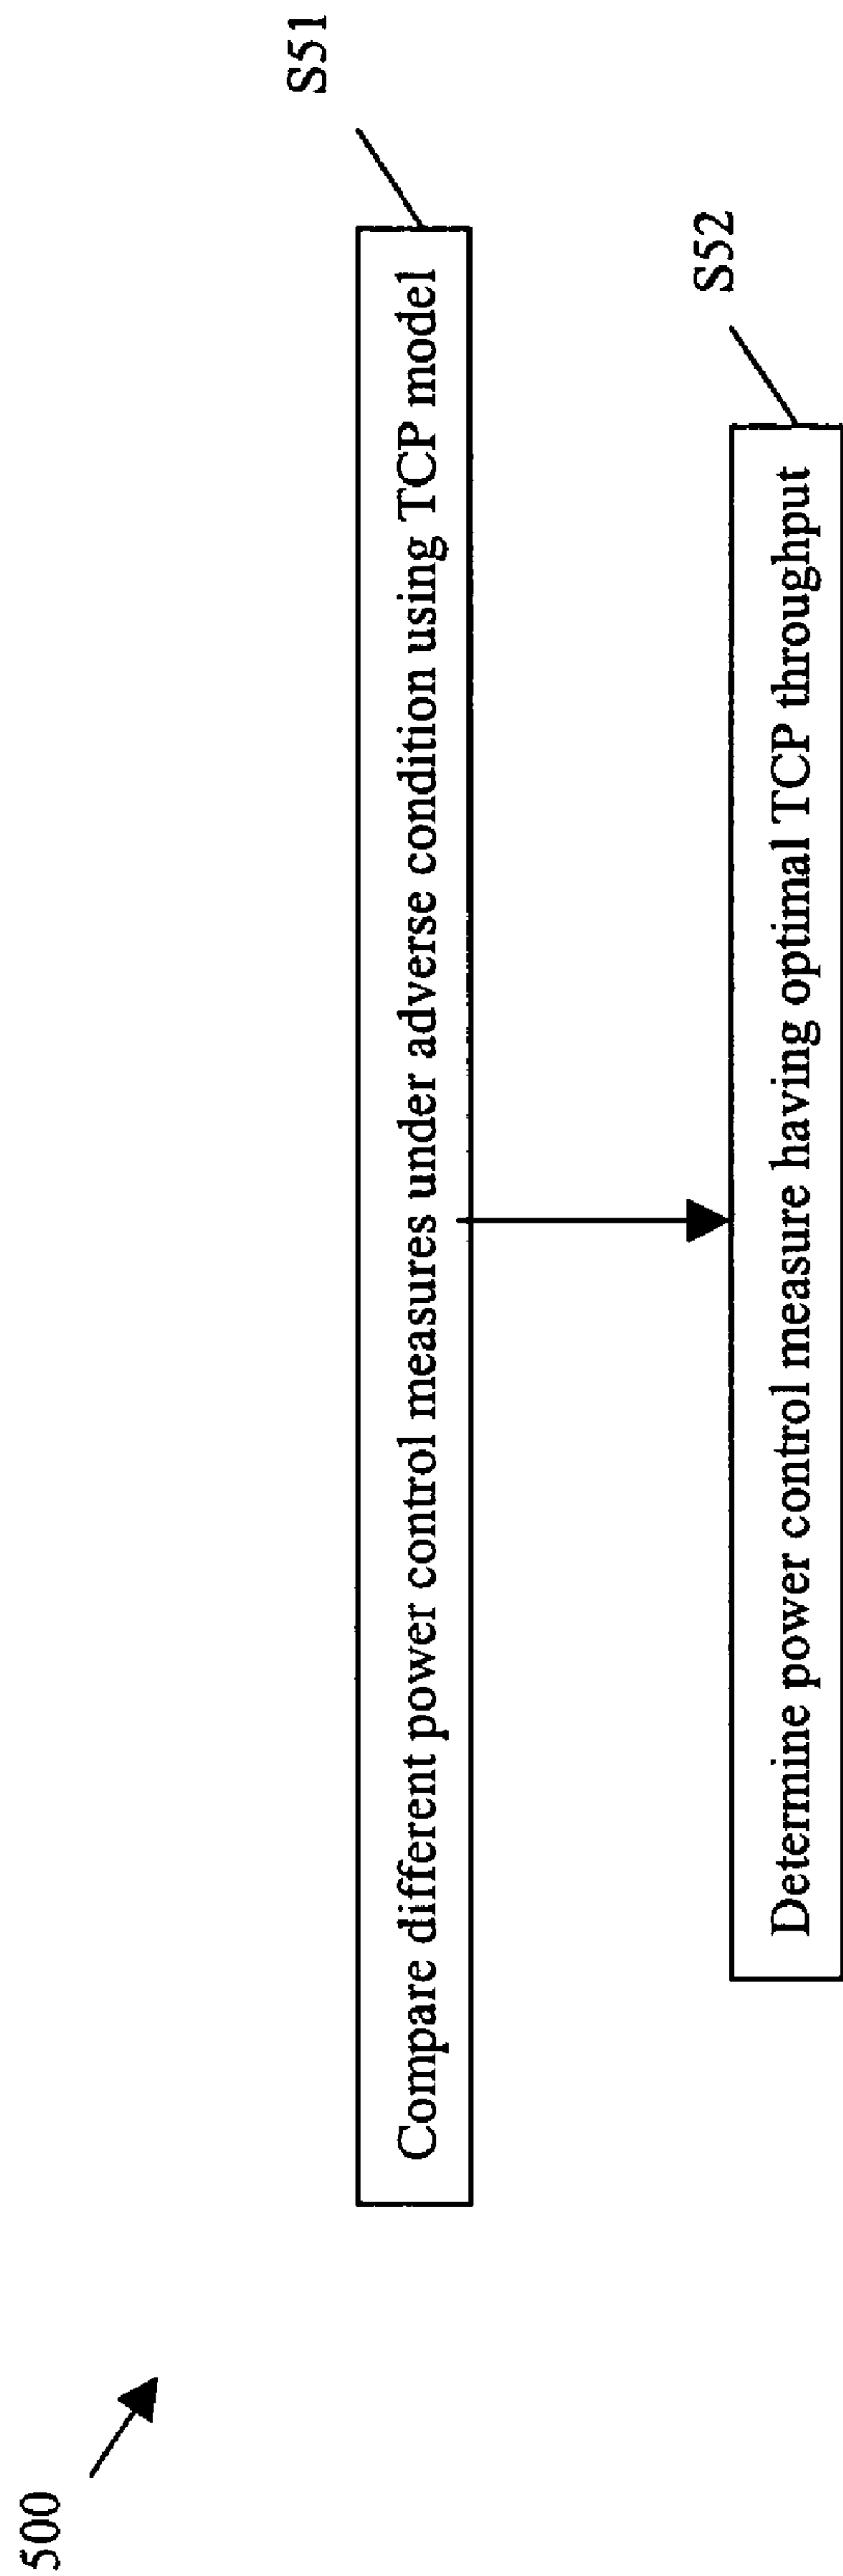 500
S51
Compare different power control measures under adverse condition using TCP model
S52
Determine power control measure having optimal TCP throughput